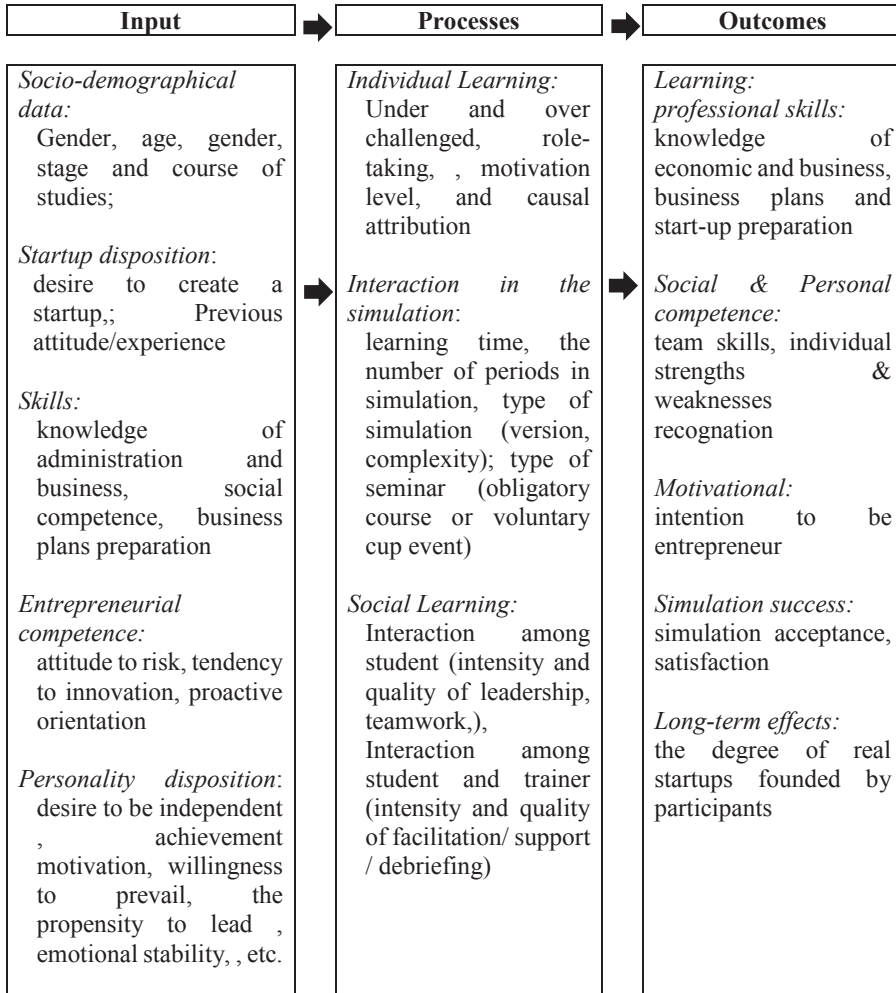 Input
Processes
Outcomes
Socio-demographical
data:
Gender, age, gender,
stage and course of
studies;
Startup disposition:
desire to create a
startup,; Previous
attitude/experience
Skills:
knowledge of
administration and
business, social
competence, business
plans preparation
Entrepreneurial
competence:
attitude to risk, tendency
to innovation, proactive
orientation
Personality disposition:
desire to be independent
, achievement
motivation, willingness
to prevail, the
propensity to lead ,
emotional stability, , etc.
Individual Learning:
Under and over
challenged, role-
taking, , motivation
level, and causal
attribution
Interaction in the
simulation:
learning time, the
number of periods in
simulation, type of
simulation (version,
complexity); type of
seminar (obligatory
course or voluntary
cup event)
Social Learning:
Interaction among
student (intensity and
quality of leadership,
teamwork,),
Interaction among
student and trainer
(intensity and quality
of facilitation/ support
/ debriefing)
Learning:
professional skills:
knowledge of
economic and business,
business plans and
start-up preparation
Social & Personal
competence:
team skills, individual
strengths &
weaknesses
recognation
Motivational:
intention to be
entrepreneur
Simulation success:
simulation acceptance,
satisfaction
Long-term effects:
the degree of real
startups founded by
participants